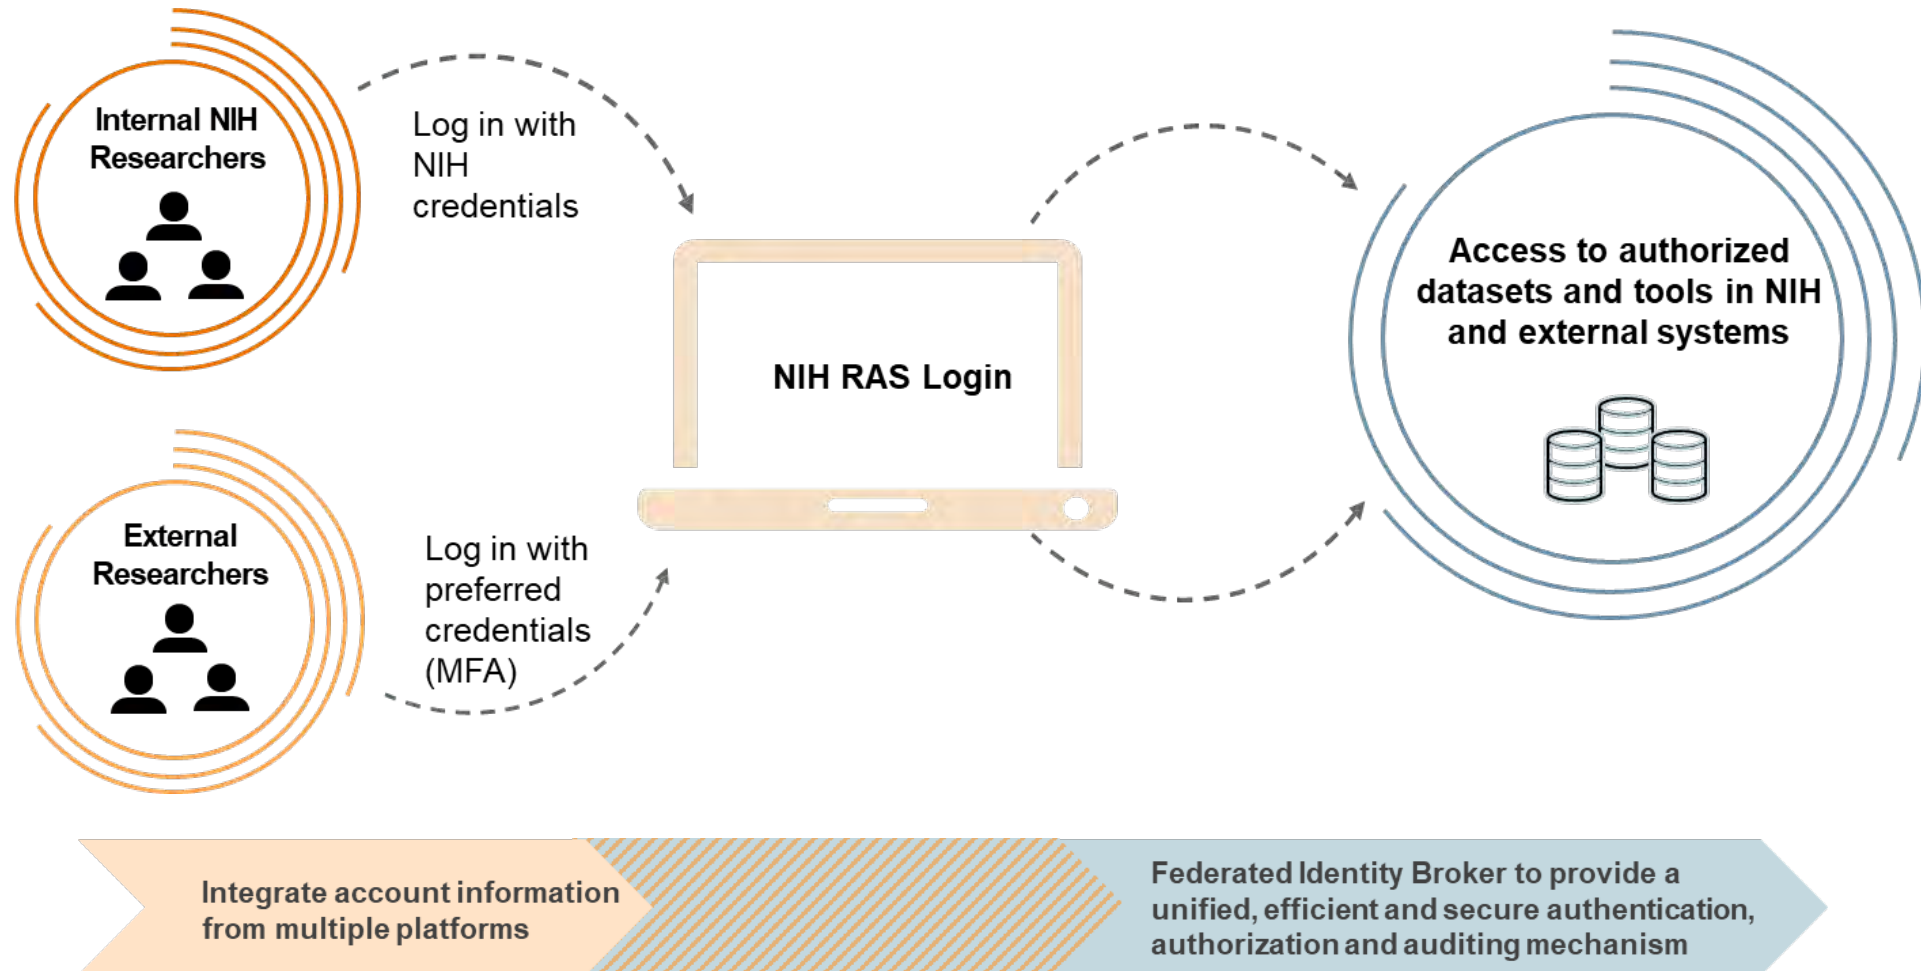 Internal NIH
Researchers
Log in with
NIH
credentials
NIH RAS Login
Access to authorized
datasets and tools in NIH
and external systems
External
Researchers
Log in with
preferred
credentials
(MFA)
Integrate account information
from multiple platforms
Federated Identity Broker to provide a
unified, efficient and secure authentication,
authorization and auditing mechanism